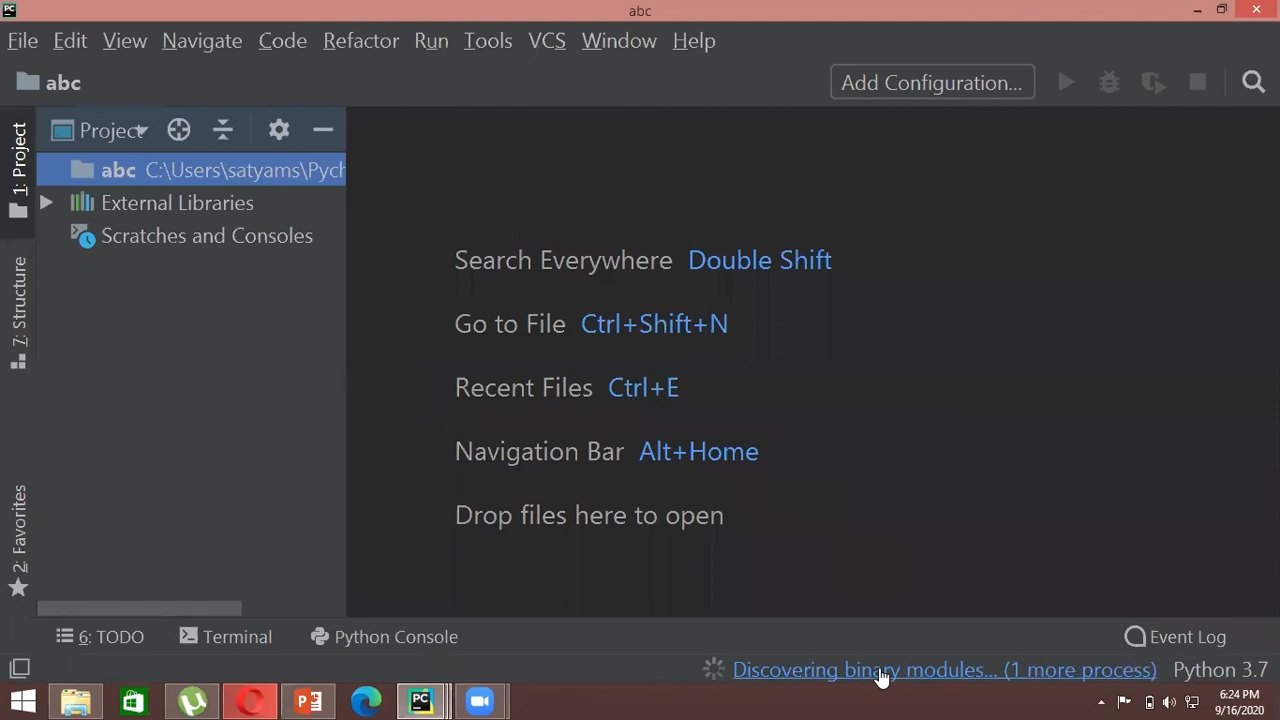 abc
File Edit View Navigate Code Refactor Run Tools VCS Window Help
abc Add Configuration...
1: Project
Project
abc C:\Users\satyams\Pych
External Libraries
Scratches and Consoles
7: Structure
2: Favorites
Search Everywhere Double Shift
Go to File Ctrl+Shift+N
Recent Files Ctrl+E
Navigation Bar Alt+Home
Drop files here to open
6: TODO Terminal Python Console Event Log
Discovering binary modules... (1 more process) Python 3.7
6:24 PM
9/16/2020